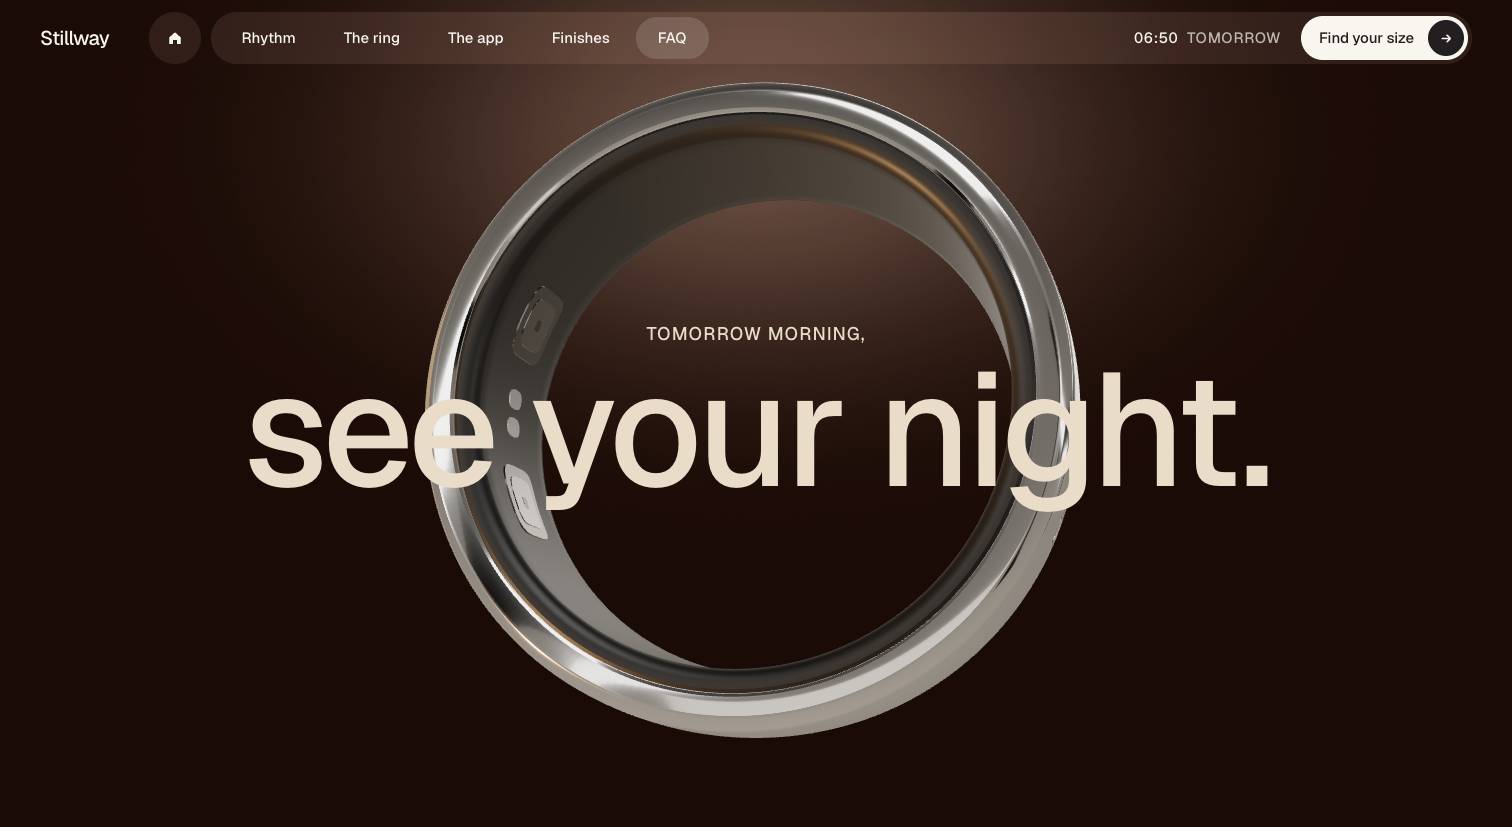 Stillway
Rhythm
The ring
The app
Finishes
FAQ
06:50 TOMORROW
Find your size
TOMORROW MORNING,
see your night.